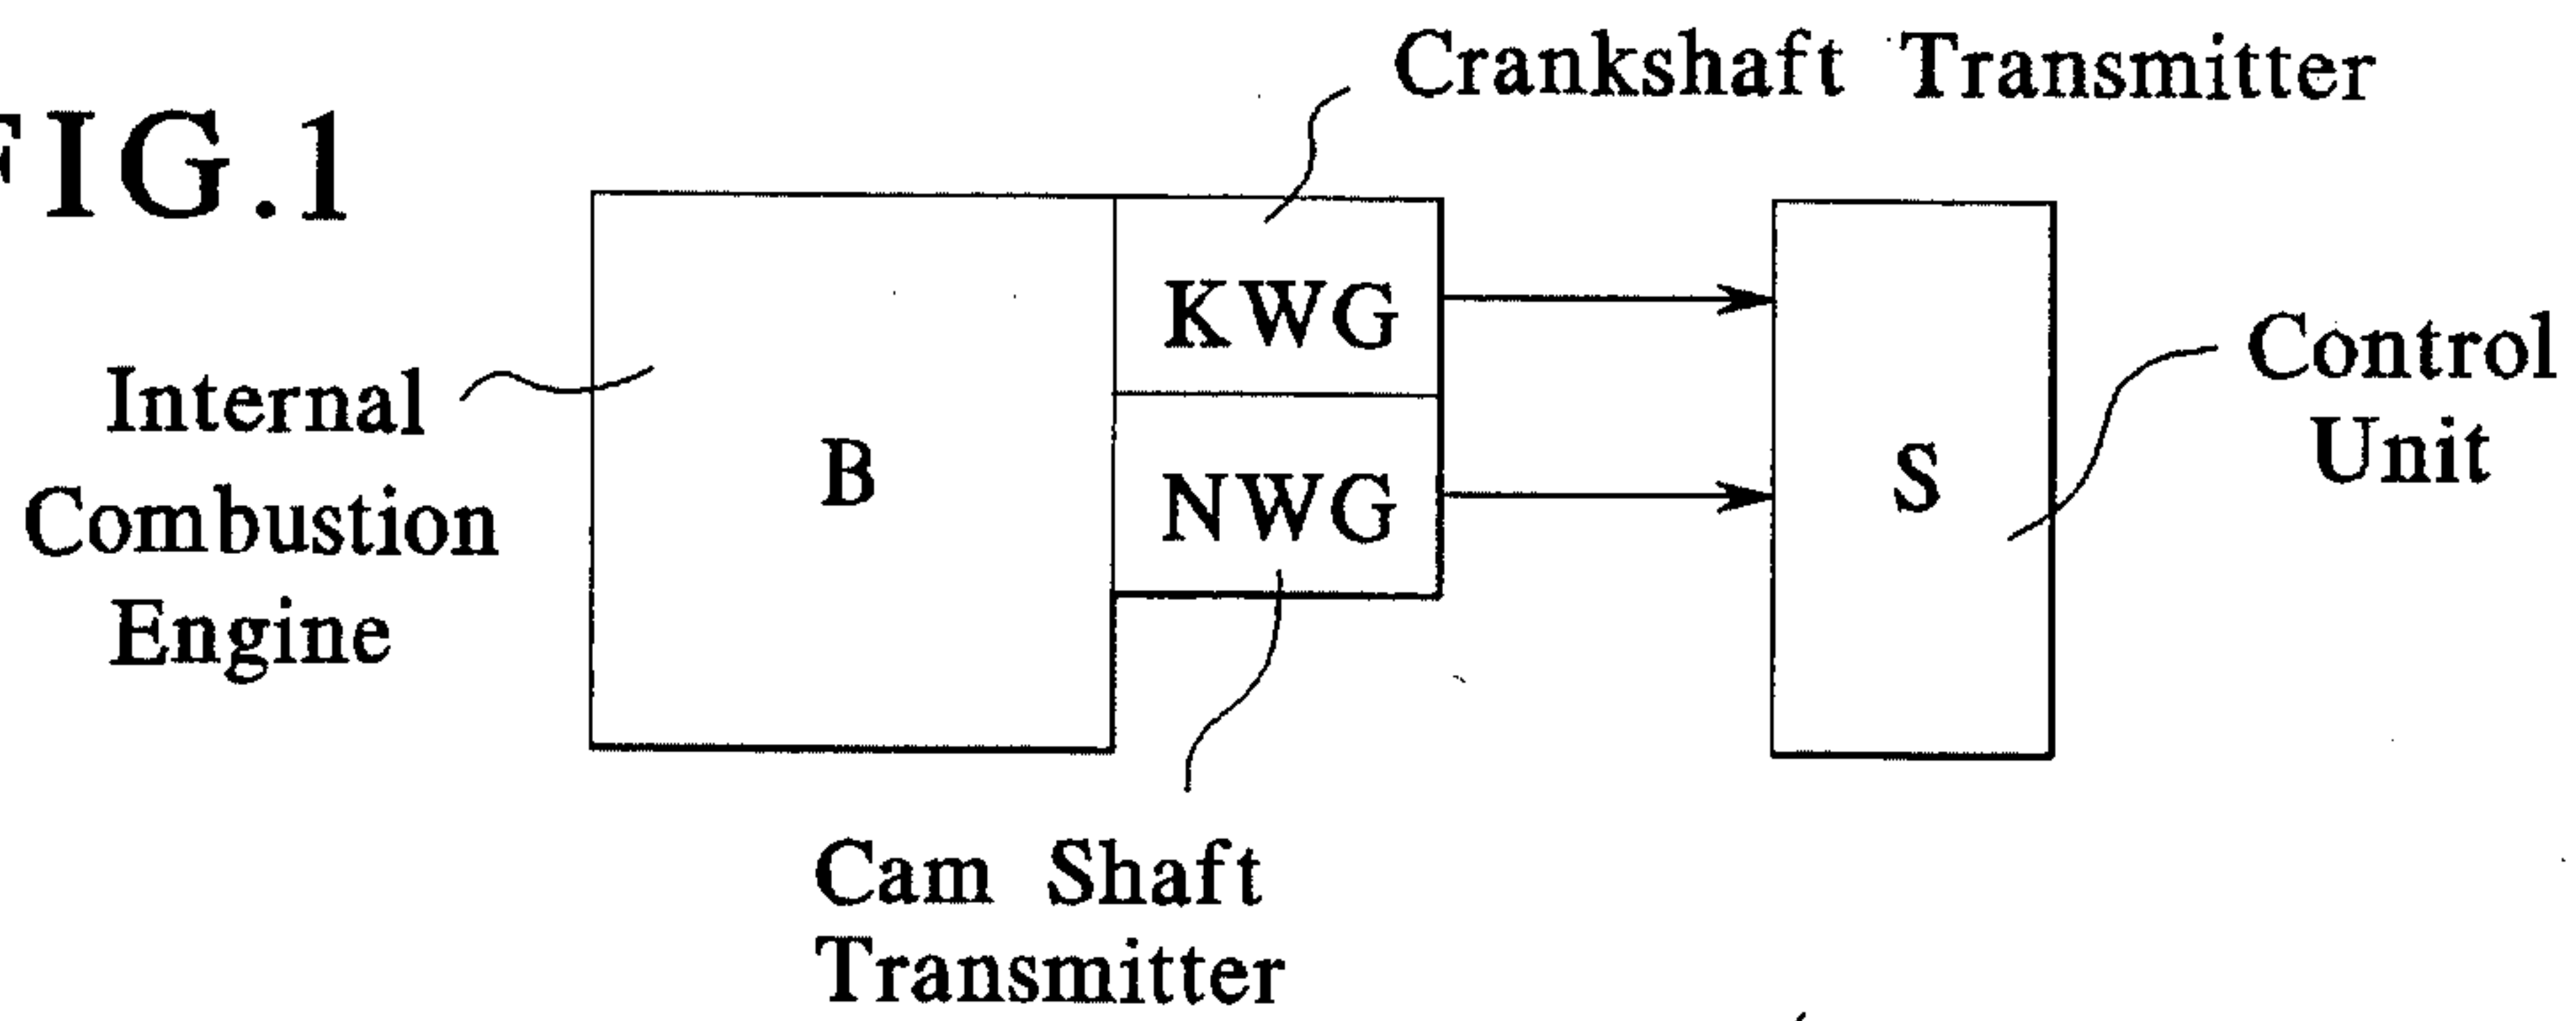 FIG.1
Crankshaft Transmitter
KWG
Internal
Combustion
Engine
B
NWG
S
Control
Unit
Cam Shaft
Transmitter